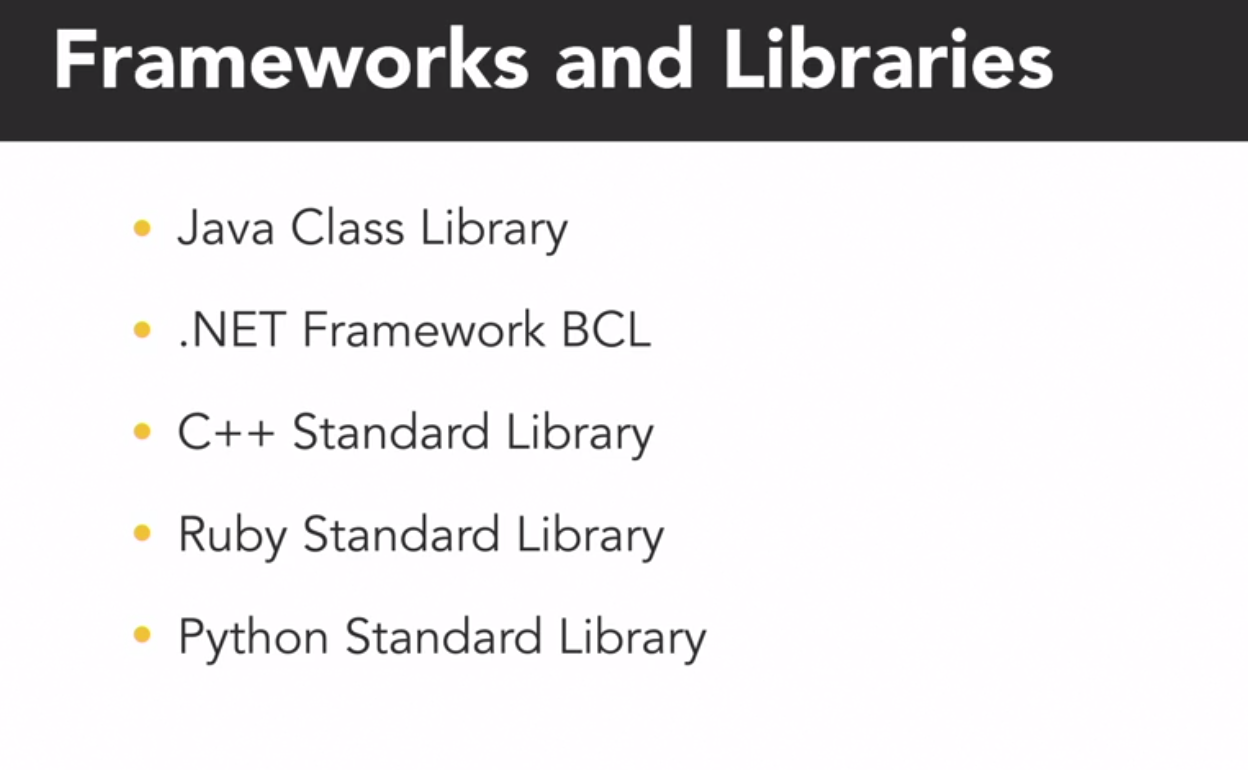 Frameworks and Libraries
• Java Class Library
• .NET Framework BCL
• C++ Standard Library
• Ruby Standard Library
• Python Standard Library